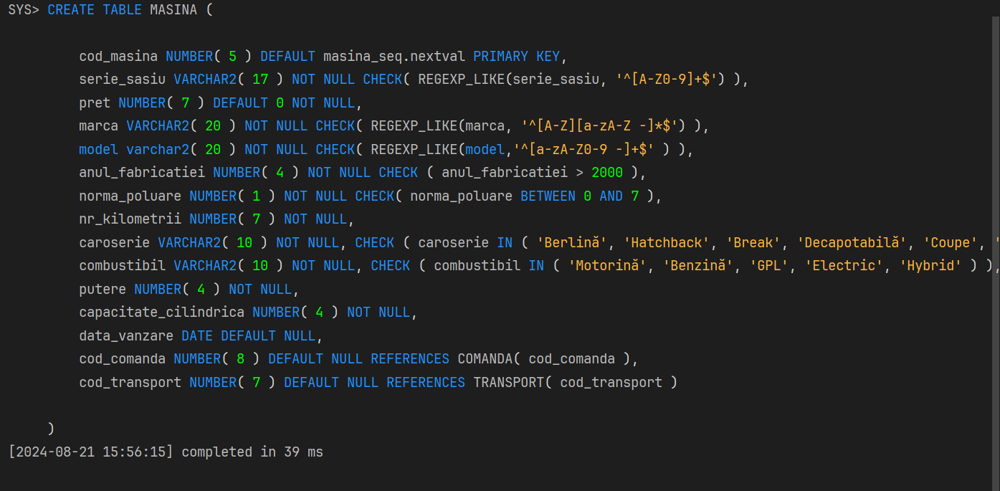 SYS> CREATE TABLE MASINA (
cod_masina NUMBER( 5 ) DEFAULT masina_seq.nextval PRIMARY KEY,
serie_sasiu VARCHAR2( 17 ) NOT NULL CHECK( REGEXP_LIKE(serie_sasiu, '^[A-Z0-9]+$') ),
pret NUMBER( 7 ) DEFAULT 0 NOT NULL,
marca VARCHAR2( 20 ) NOT NULL CHECK( REGEXP_LIKE(marca, '^[A-Z][a-zA-Z -]*$') ),
model varchar2( 20 ) NOT NULL CHECK( REGEXP_LIKE(model,'^[a-zA-Z0-9 -]+$' ) ),
anul_fabricatiei NUMBER( 4 ) NOT NULL CHECK ( anul_fabricatiei > 2000 ),
norma_poluare NUMBER( 1 ) NOT NULL CHECK( norma_poluare BETWEEN 0 AND 7 ),
nr_kilometrii NUMBER( 7 ) NOT NULL,
caroserie VARCHAR2( 10 ) NOT NULL, CHECK ( caroserie IN ( 'Berlină', 'Hatchback', 'Break', 'Decapotabilă', 'Coupe', '
combustibil VARCHAR2( 10 ) NOT NULL, CHECK ( combustibil IN ( 'Motorină', 'Benzină', 'GPL', 'Electric', 'Hybrid' ) ),
putere NUMBER( 4 ) NOT NULL,
capacitate_cilindrica NUMBER( 4 ) NOT NULL,
data_vanzare DATE DEFAULT NULL,
cod_comanda NUMBER( 8 ) DEFAULT NULL REFERENCES COMANDA( cod_comanda ),
cod_transport NUMBER( 7 ) DEFAULT NULL REFERENCES TRANSPORT( cod_transport )
)
[2024-08-21 15:56:15] completed in 39 ms